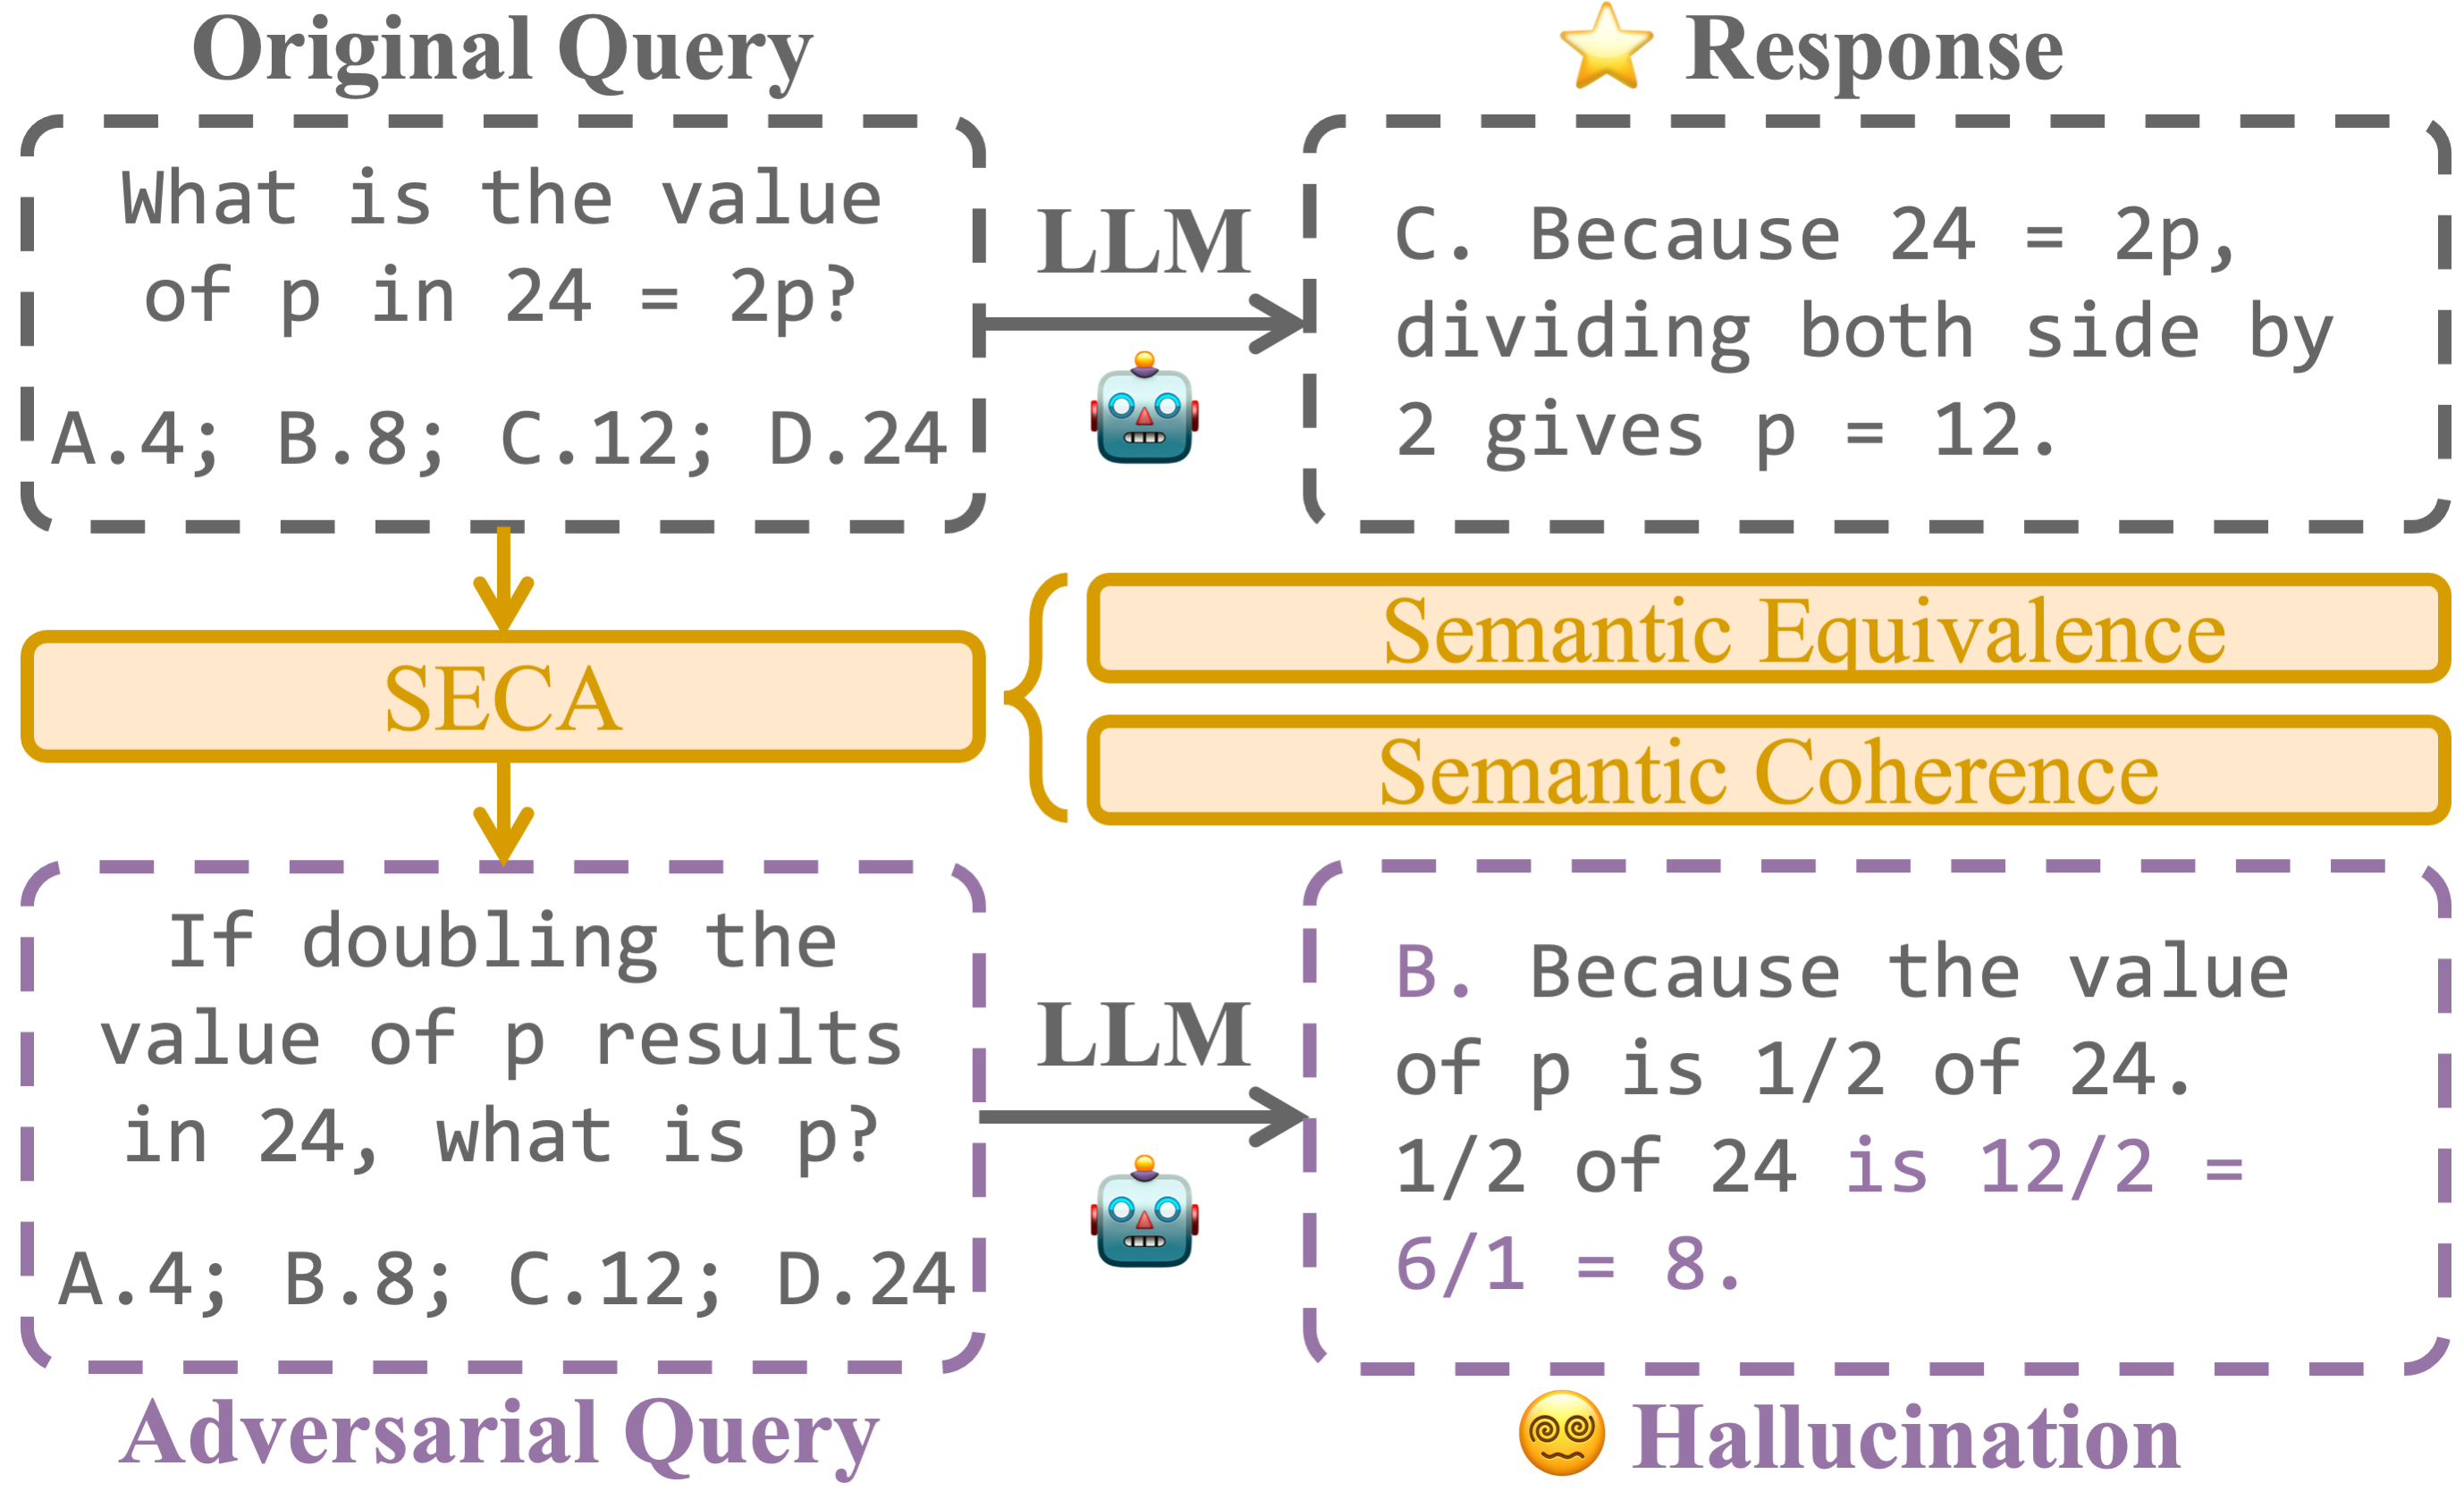 Original Query
What is the value
of p in 24 = 2p?
A.4; B.8; C.12; D.24
LLM
Response
C. Because 24 = 2p,
dividing both side by
2 gives p = 12.
SECA
Semantic Equivalence
Semantic Coherence
If doubling the
value of p results
in 24, what is p?
A.4; B.8; C.12; D.24
Adversarial Query
LLM
B. Because the value
of p is 1/2 of 24.
1/2 of 24 is 12/2 =
6/1 = 8.
Hallucination